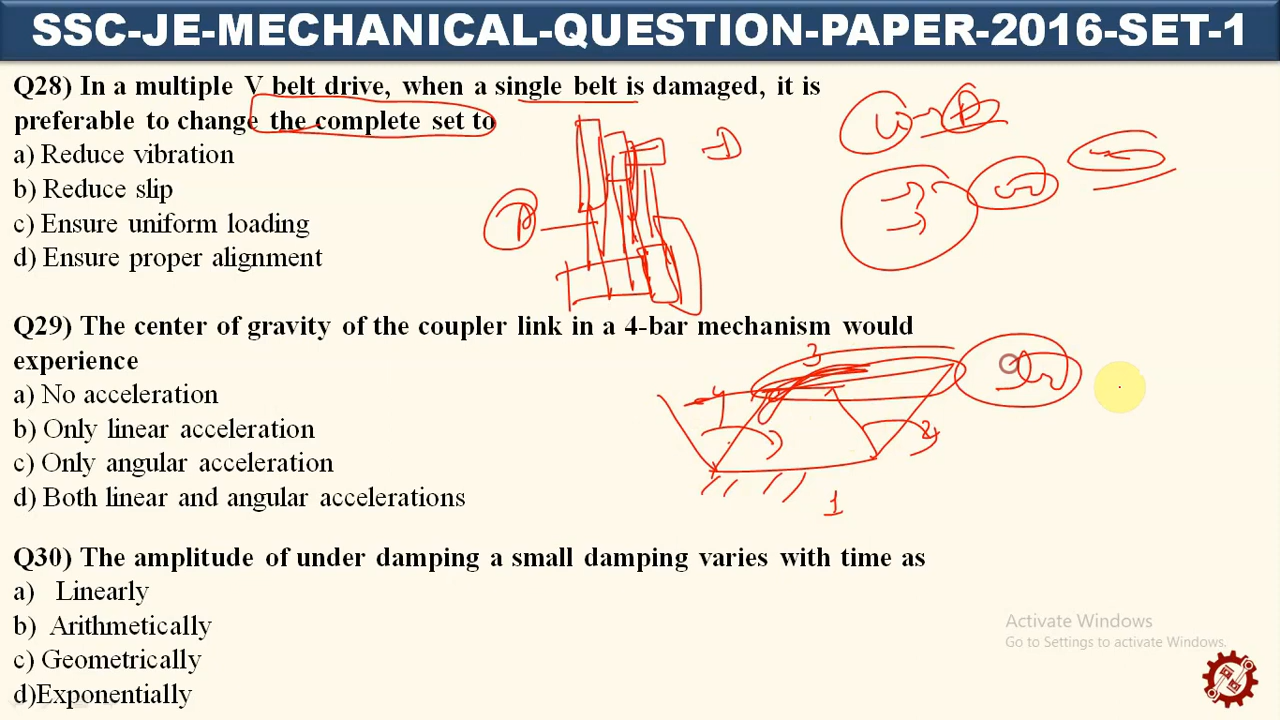 SSC-JE-MECHANICAL-QUESTION-PAPER-2016-SET-1
Q28) In a multiple V belt drive, when a single belt is damaged, it is
preferable to change the complete set to
a) Reduce vibration
b) Reduce slip
c) Ensure uniform loading
d) Ensure proper alignment
Q29) The center of gravity of the coupler link in a 4-bar mechanism would
experience
a) No acceleration
b) Only linear acceleration
c) Only angular acceleration
d) Both linear and angular accelerations
3
1
Q30) The amplitude of under damping a small damping varies with time as
a) Linearly
b) Arithmetically
c) Geometrically
d)Exponentially
Activate Windows
Go to Settings to activate Windows.